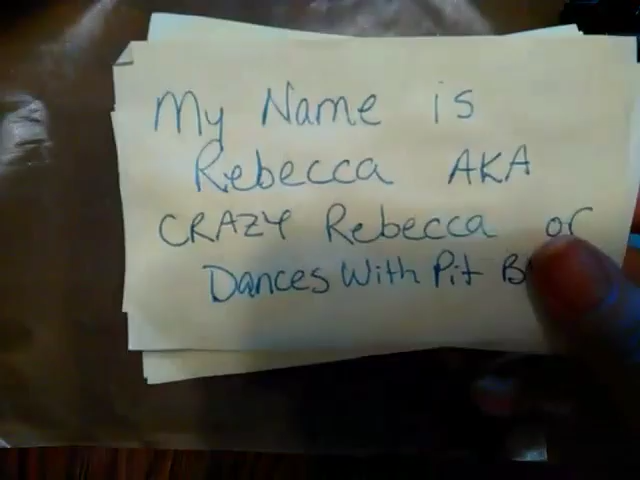 My Name is
Rebecca AKA
CRAZY Rebecca or
Dances With Pit